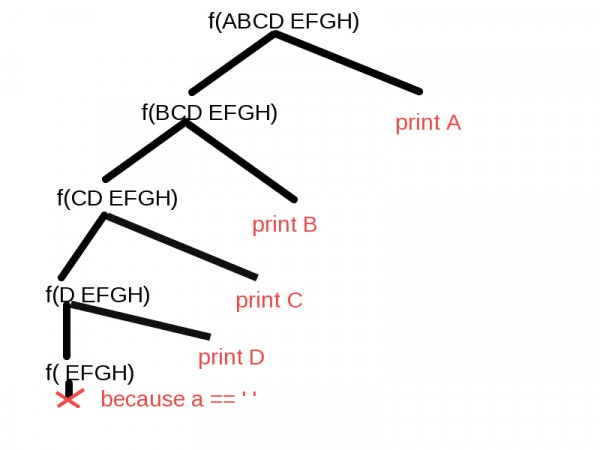 f(ABCD EFGH)
f(BCD EFGH)
print A
f(CD EFGH)
print B
f(D EFGH)
print C
print D
f( EFGH)
because a == ' '